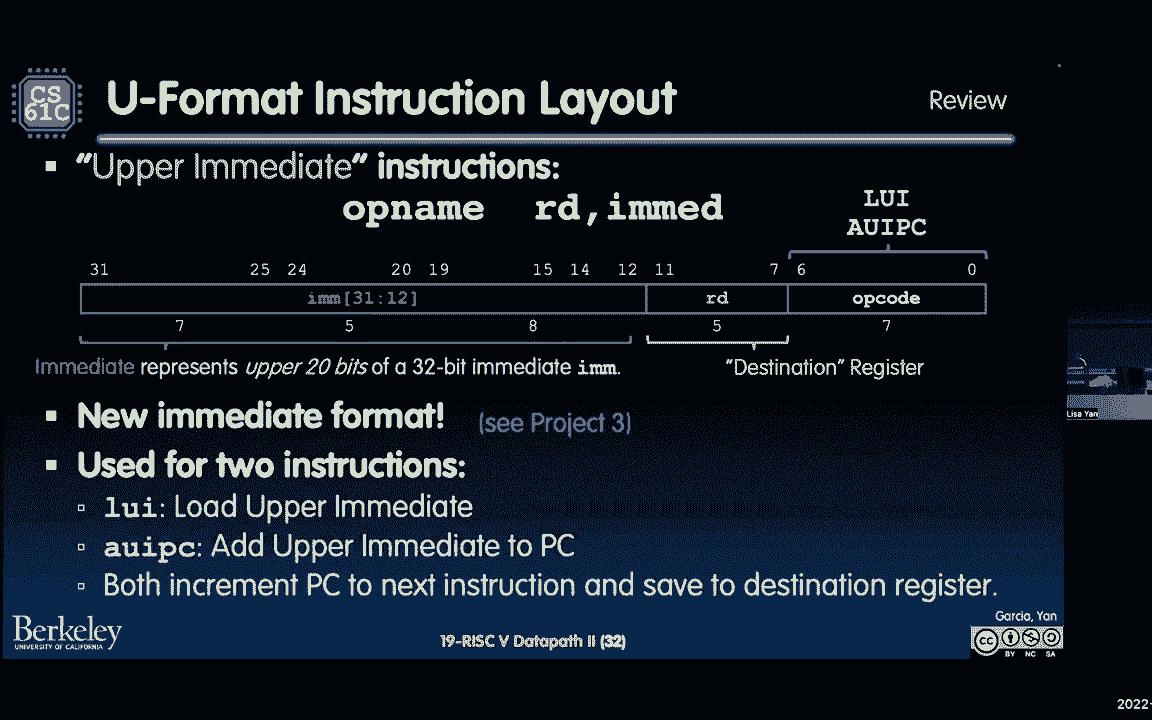 CS
61C
U-Format Instruction Layout
Review
▪ “Upper Immediate” instructions:
opname rd,immed
LUI
AUIPC
31 25 24 20 19 15 14 12 11 7 6 0
imm[31:12] rd opcode
7 5 8 5 7
Immediate represents upper 20 bits of a 32-bit immediate imm.
“Destination” Register
▪ New immediate format! (see Project 3)
▪ Used for two instructions:
▫ lui: Load Upper Immediate
▫ auipc: Add Upper Immediate to PC
▫ Both increment PC to next instruction and save to destination register.
Lisa Yan
Berkeley
UNIVERSITY OF CALIFORNIA
19-RISC V Datapath II (32)
Garcia, Yan
cc
BY NC SA
2022-